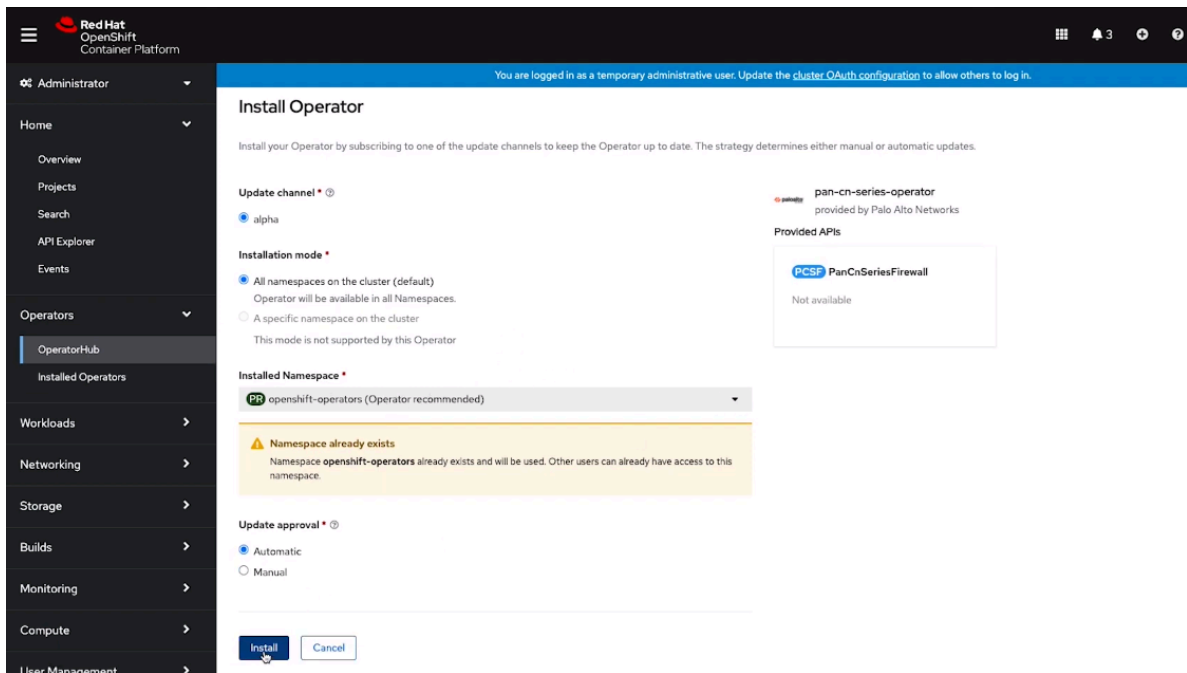 Red Hat
OpenShift
Container Platform
3
Administrator
You are logged in as a temporary administrative user. Update the cluster OAuth configuration to allow others to log in.
Home
Overview
Projects
Search
API Explorer
Events
Operators
OperatorHub
Installed Operators
Workloads
Networking
Storage
Builds
Monitoring
Compute
User Management
Install Operator
Install your Operator by subscribing to one of the update channels to keep the Operator up to date. The strategy determines either manual or automatic updates.
Update channel *
alpha
Installation mode *
All namespaces on the cluster (default)
Operator will be available in all Namespaces.
A specific namespace on the cluster
This mode is not supported by this Operator
Installed Namespace *
PR openshift-operators (Operator recommended)
Namespace already exists
Namespace openshift-operators already exists and will be used. Other users can already have access to this
namespace.
Update approval *
Automatic
Manual
Install
Cancel
paloalto
pan-cn-series-operator
provided by Palo Alto Networks
Provided APIs
PCSF PanCnSeriesFirewall
Not available